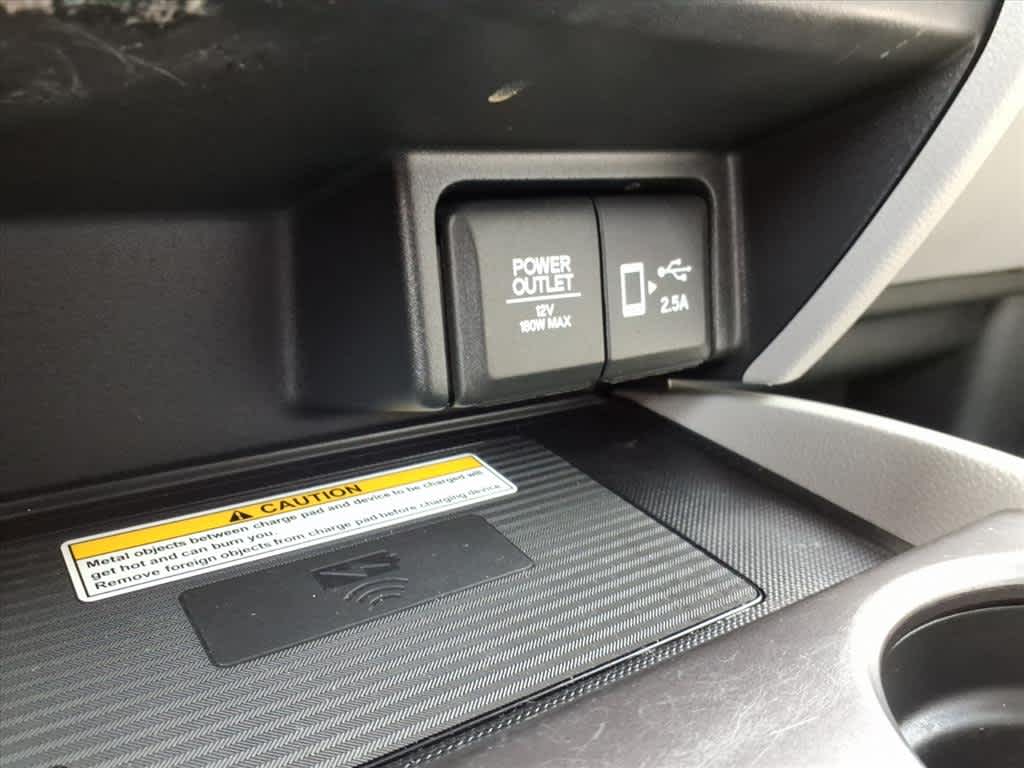 POWER
OUTLET
12V
180W MAX
2.5A
CAUTION
Metal objects between charge pad and device to be charged will
get hot and can burn you.
Remove foreign objects from charge pad before charging device.